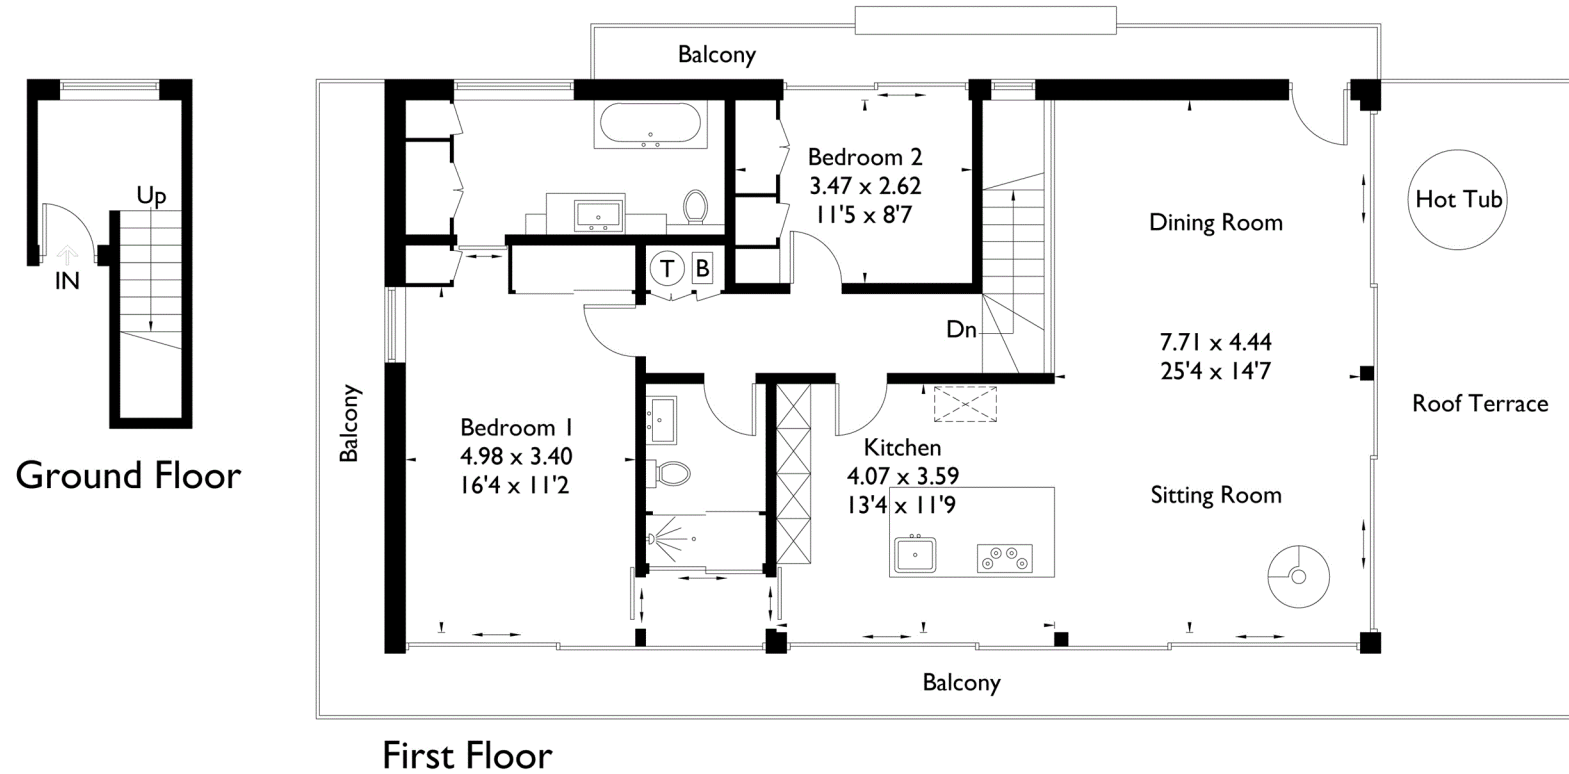 Balcony
Up
IN
Ground Floor
Bedroom 2
3.47 x 2.62
11'5 x 8'7
Dining Room
Hot Tub
T
B
Dn
7.71 x 4.44
25'4 x 14'7
Roof Terrace
Balcony
Bedroom 1
4.98 x 3.40
16'4 x 11'2
Kitchen
4.07 x 3.59
13'4 x 11'9
Sitting Room
Balcony
First Floor